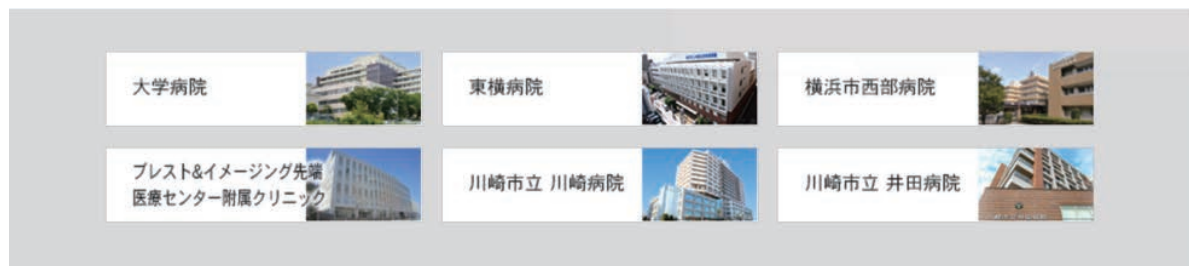 大学病院
東横病院
横浜市西部病院
ブレスト&イメージング先端
医療センター附属クリニック
川崎市立 川崎病院
川崎市立 井田病院